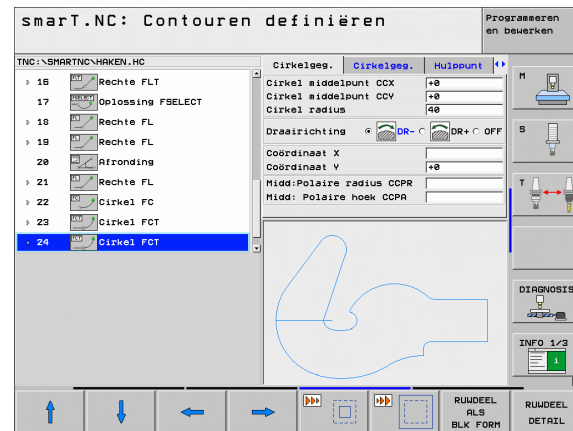 smarT.NC: Contouren definiëren
Programmeren
en bewerken
TNC:\SMARTNC\HAKEN.HC
16 Rechte FLT
17 Oplossing FSELECT
18 Rechte FL
19 Rechte FL
20 Afronding
21 Rechte FL
22 Cirkel FC
23 Cirkel FCT
24 Cirkel FCT
Cirkelgeg. Cirkelgeg. Hulppunt
Cirkel middelpunt CCX +0
Cirkel middelpunt CCY +0
Cirkel radius 40
Draairichting DR- DR+ OFF
Coördinaat X
Coördinaat Y +0
Midd:Polaire radius CCPR
Midd: Polaire hoek CCPA
M
S
T
DIAGNOSIS
INFO 1/3
RUWDEEL
ALS
BLK FORM
RUWDEEL
DETAIL